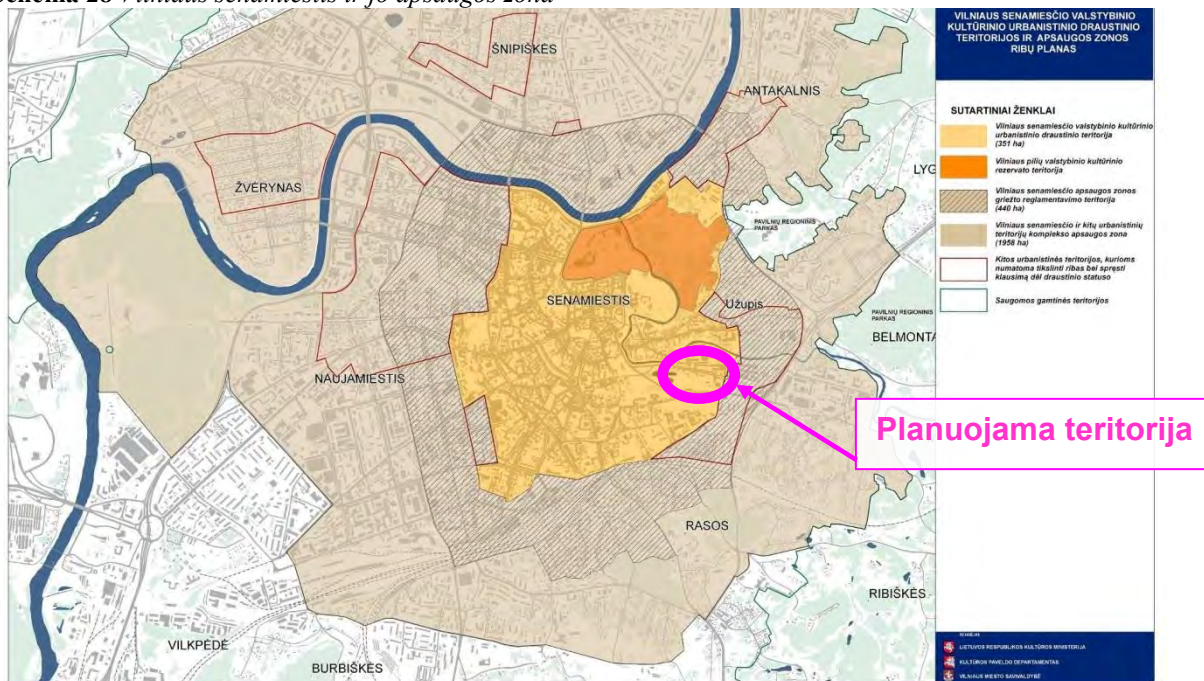 Schema 28 Vilniaus senamiestis ir jo apsaugos zona
VILNIAUS SENAMIESČIO VALSTYBINIO
KULTŪRINIO URBANISTINIO DRAUSTINIO
TERITORIJOS IR APSAUGOS ZONOS
RIBŲ PLANAS
SUTARTINIAI ŽENKLAI
Vilniaus senamiesčio valstybinio kultūrinio
urbanistinio draustinio teritorija
(351 ha)
Vilniaus pilių valstybinio kultūrinio
rezervato teritorija
Vilniaus senamiesčio apsaugos zonos
griežto reglamentavimo teritorija
(440 ha)
Vilniaus senamiesčio ir kitų urbanistinių
teritorijų komplekso apsaugos zona
(1958 ha)
Kitos urbanistinės teritorijos, kurioms
numatoma tikslinti ribas bei spręsti
klausimą dėl draustinio statuso
Saugomos gamtinės teritorijos
ŠNIPIŠKĖS
ANTAKALNIS
LYG
ŽVĖRYNAS
PAVILNIŲ REGIONINIS
PARKAS
SENAMIESTIS
Užupis
PAVILNIŲ REGIONINIS
PARKAS
BELMONTA
NAUJAMIESTIS
Planuojama teritorija
RASOS
RIBIŠKĖS
VILKPĖDĖ
BURBIŠKĖS
LIETUVOS RESPUBLIKOS KULTŪROS MINISTERIJA
KULTŪROS PAVELDO DEPARTAMENTAS
VILNIAUS MIESTO SAVIVALDYBĖ